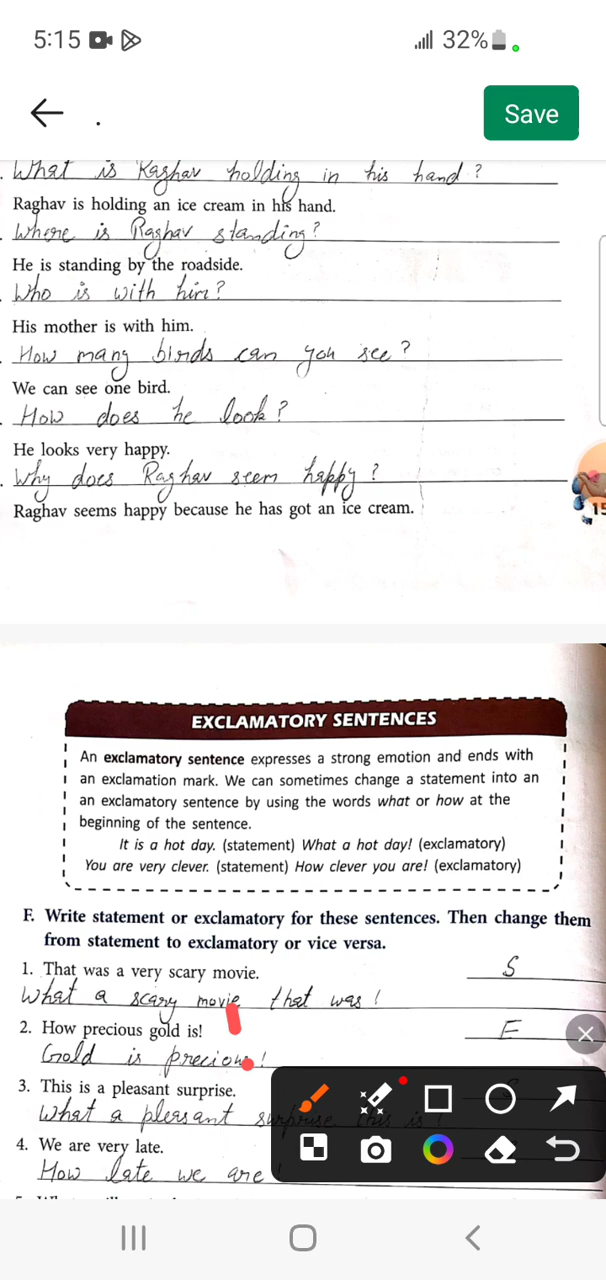 5:15
32%
.
Save
What is Raghav holding in his hand?
Raghav is holding an ice cream in his hand.
Where is Raghav standing?
He is standing by the roadside.
Who is with him?
His mother is with him.
How many birds can you see?
We can see one bird.
How does he look?
He looks very happy.
Why does Raghav seem happy?
Raghav seems happy because he has got an ice cream.
15
EXCLAMATORY SENTENCES
An exclamatory sentence expresses a strong emotion and ends with
an exclamation mark. We can sometimes change a statement into an
an exclamatory sentence by using the words what or how at the
beginning of the sentence.
It is a hot day. (statement) What a hot day! (exclamatory)
You are very clever. (statement) How clever you are! (exclamatory)
F. Write statement or exclamatory for these sentences. Then change them
from statement to exclamatory or vice versa.
1. That was a very scary movie. S
What a scary movie that was!
2. How precious gold is! E
Gold is precious!
3. This is a pleasant surprise. S
What a pleasant surprise this is!
4. We are very late.
How late we are